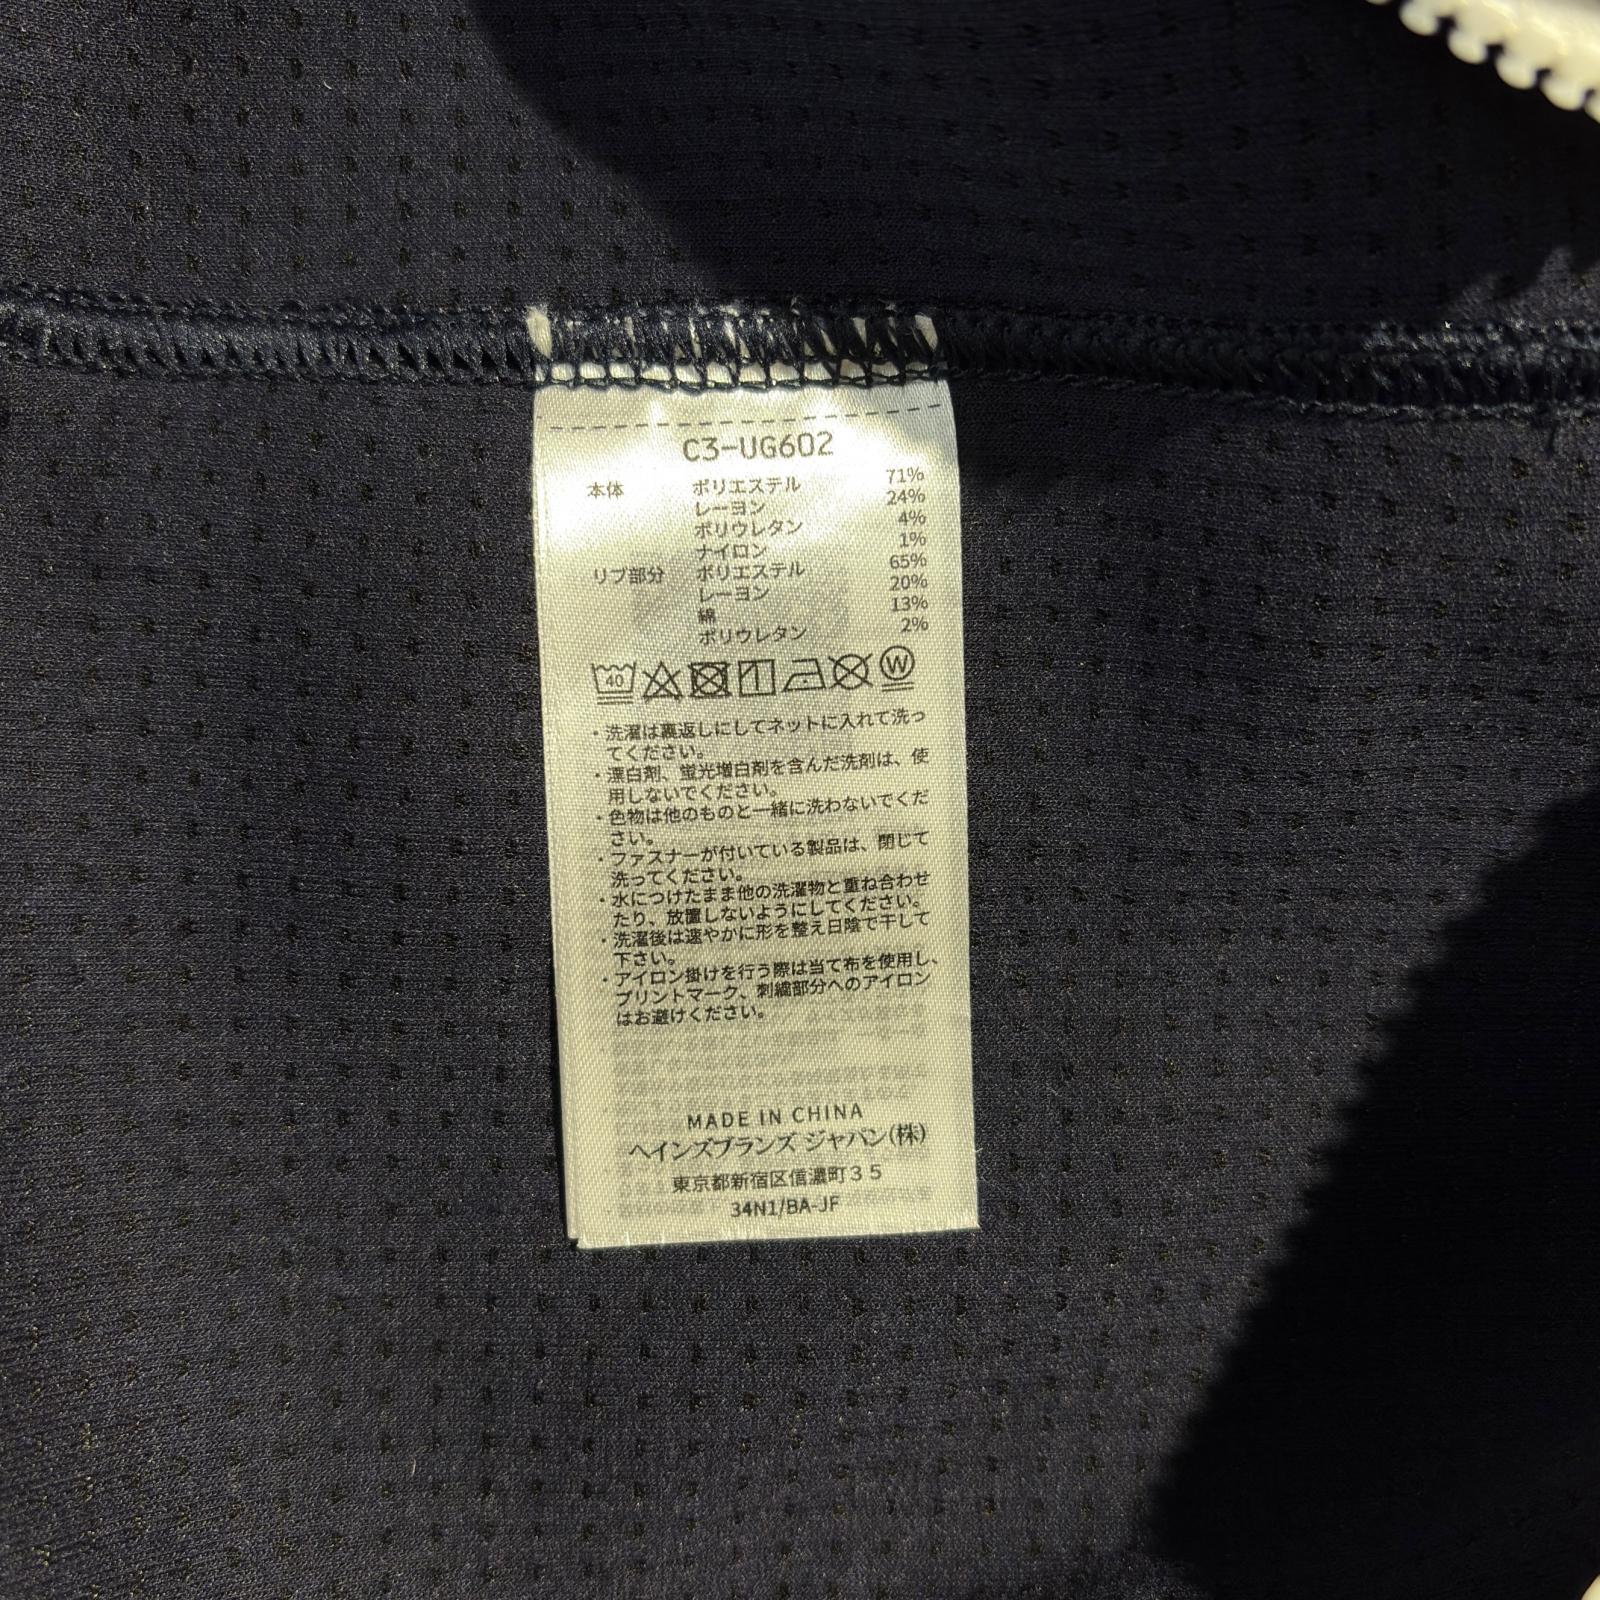 C3-UG602
本体 ポリエステル 71%
レーヨン 24%
ポリウレタン 4%
ナイロン 1%
リブ部分 ポリエステル 65%
レーヨン 20%
綿 13%
ポリウレタン 2%
40 W
・洗濯は裏返しにしてネットに入れて洗っ
てください。
・漂白剤、蛍光増白剤を含んだ洗剤は、使
用しないでください。
・色物は他のものと一緒に洗わないでくだ
さい。
・ファスナーが付いている製品は、閉じて
洗ってください。
・水につけたまま他の洗濯物と重ね合わせ
たり、放置しないようにしてください。
・洗濯後は速やかに形を整え日陰で干して
下さい。
・アイロン掛けを行う際は当て布を使用し、
プリントマーク、刺繍部分へのアイロン
はお避けください。
MADE IN CHINA
ヘインズブランズ ジャパン(株)
東京都新宿区信濃町３５
34N1/BA-JF